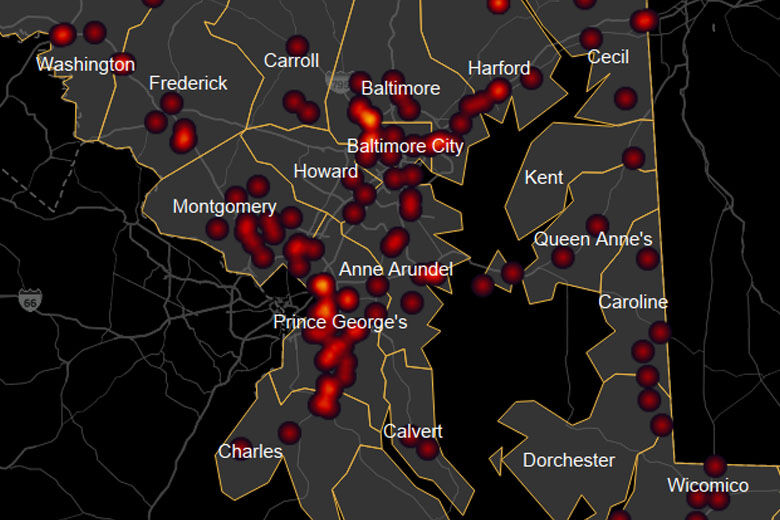 Washington
Frederick
Carroll
Baltimore
Harford
Cecil
Baltimore City
Howard
Kent
Montgomery
Queen Anne's
Anne Arundel
Caroline
66
Prince George's
Calvert
Charles
Dorchester
Wicomico